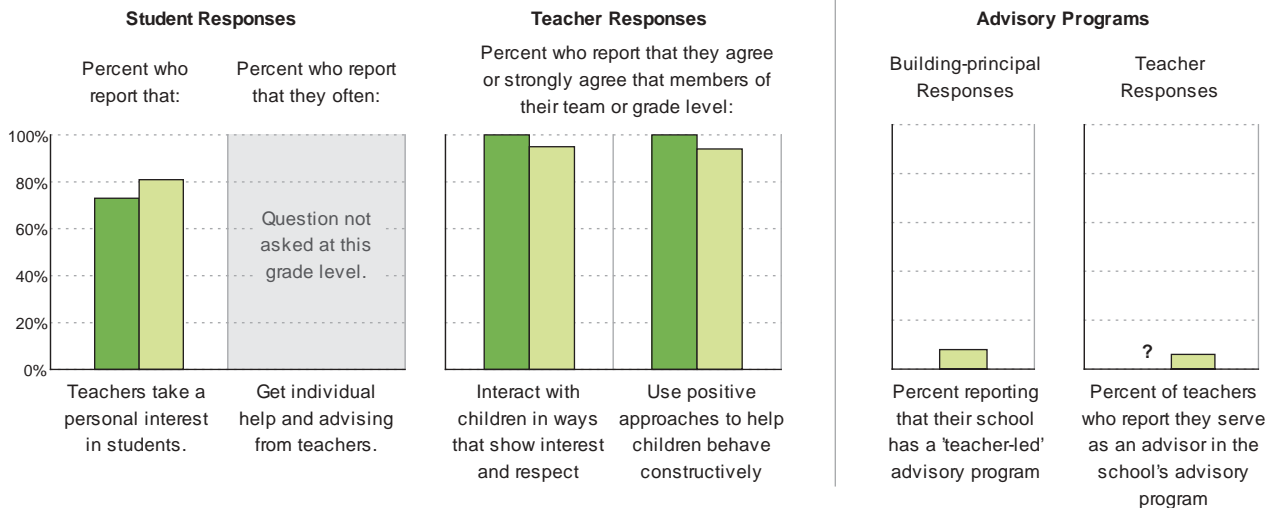 Student Responses
Percent who
report that:
Percent who report
that they often:
100%
80%
60%
40%
20%
0%
Question not
asked at this
grade level.
Teachers take a
personal interest
in students.
Get individual
help and advising
from teachers.
Teacher Responses
Percent who report that they agree
or strongly agree that members of
their team or grade level:
Interact with
children in ways
that show interest
and respect
Use positive
approaches to help
children behave
constructively
Advisory Programs
Building-principal
Responses
Percent reporting
that their school
has a 'teacher-led’
advisory program
Teacher
Responses
?
Percent of teachers
who report they serve
as an advisor in the
school’s advisory
program